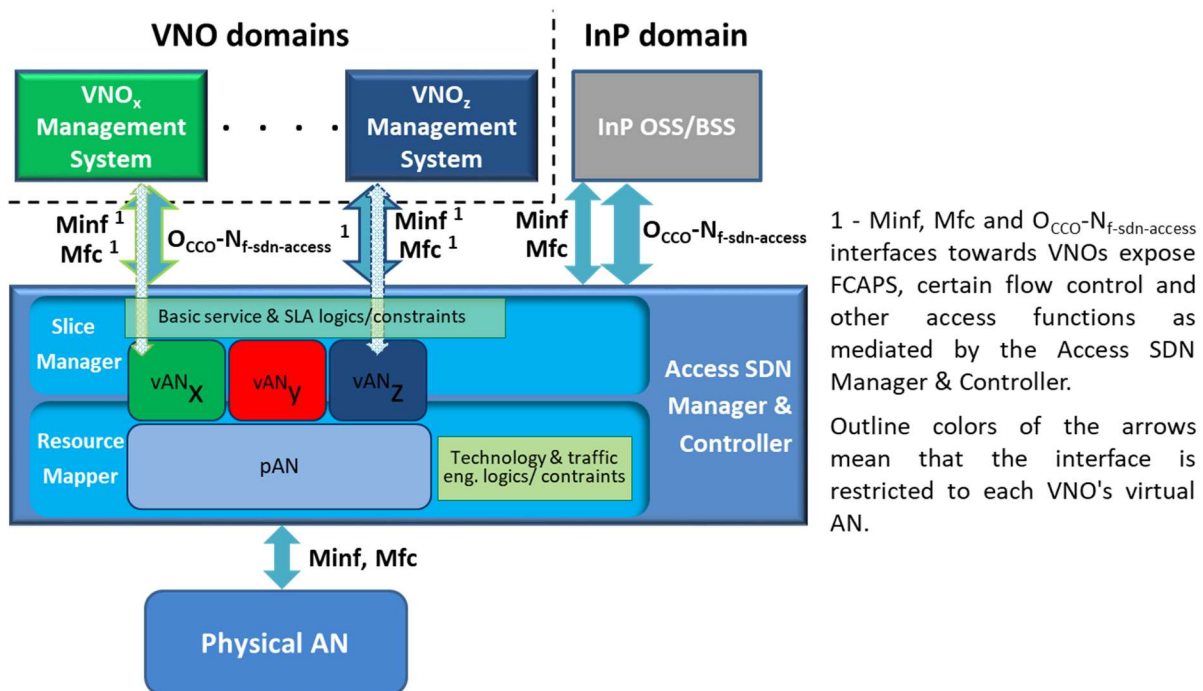 VNO domains
InP domain
VNOx
Management
System
. . . . .
VNOz
Management
System
InP OSS/BSS
Minf 1
Mfc 1
OCCO-Nf-sdn-access 1
Minf 1
Mfc 1
Minf
Mfc
OCCO-Nf-sdn-access
Slice
Manager
Basic service & SLA logics/constraints
vANx
vANy
vANz
Access SDN
Manager &
Controller
Resource
Mapper
pAN
Technology & traffic
eng. logics/ contraints
Minf, Mfc
Physical AN
1 - Minf, Mfc and OCCO-Nf-sdn-access
interfaces towards VNOs expose
FCAPS, certain flow control and
other access functions as
mediated by the Access SDN
Manager & Controller.
Outline colors of the arrows
mean that the interface is
restricted to each VNO's virtual
AN.